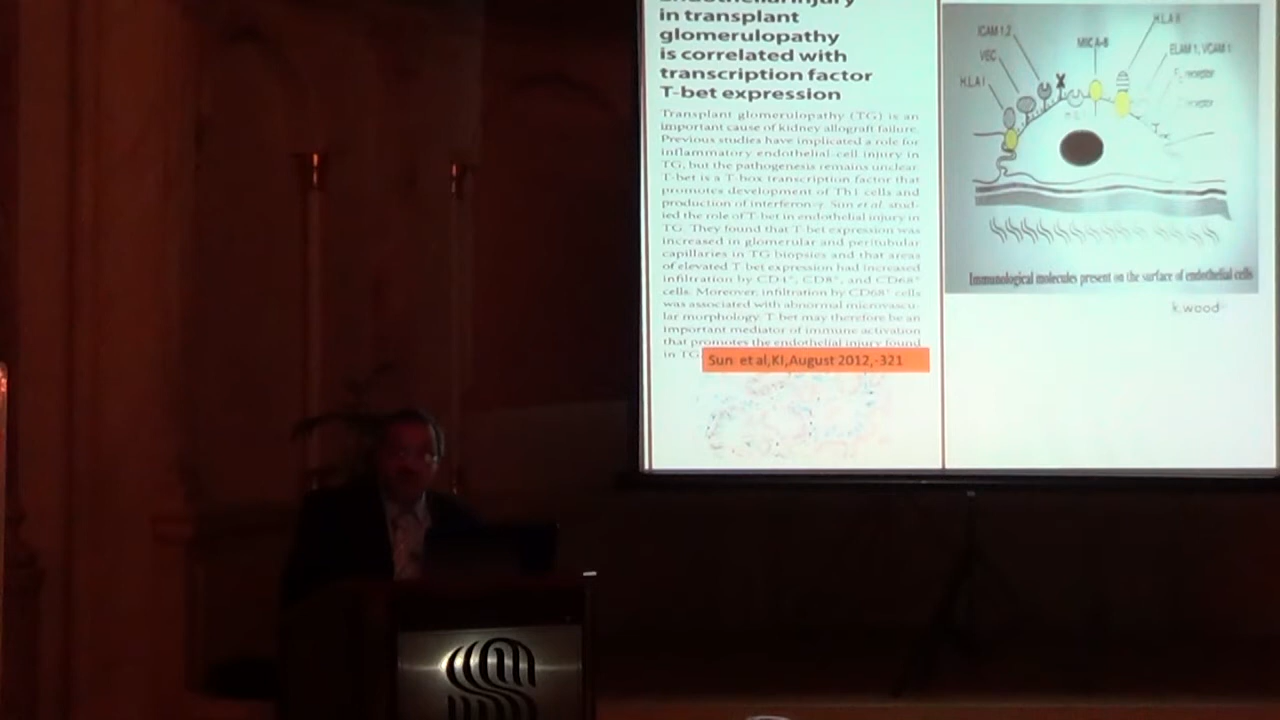 Endothelial injury
in transplant
glomerulopathy
is correlated with
transcription factor
T-bet expression
Transplant glomerulopathy (TG) is an
important cause of kidney allograft failure.
Previous studies have implicated a role for
inflammatory endothelial cell injury in
TG, but the pathogenesis remains unclear.
T-bet is a T-box transcription factor that
promotes development of Th1 cells and
production of interferon-γ. Sun et al. stud-
ied the role of T-bet in endothelial injury in
TG. They found that T-bet expression was
increased in glomerular and peritubular
capillaries in TG biopsies and that areas
of elevated T-bet expression had increased
infiltration by CD4⁺, CD8⁺, and CD68⁺
cells. Moreover, infiltration by CD68⁺ cells
was associated with abnormal microvascu-
lar morphology. T-bet may therefore be an
important mediator of immune activation
that promotes the endothelial injury found
in TG.
Sun et al,KI,August 2012,-321
H.LA II
ICAM 1,2
MIC A-B
VEC
ELAM 1, VCAM 1
receptor
H.LA I
receptor
Immunological molecules present on the surface of endothelial cells
k.wood